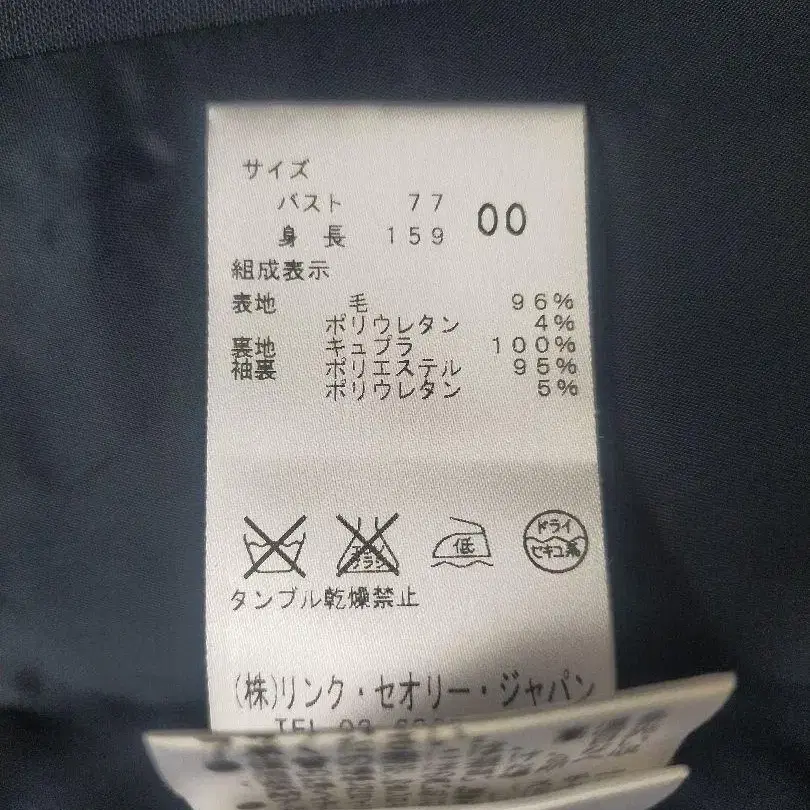 サイズ
バスト 77 00
身長 159
組成表示
表地 毛 96%
ポリウレタン 4%
裏地 キュプラ 100%
袖裏 ポリエステル 95%
ポリウレタン 5%
低
ドライ
セキユ系
タンブル乾燥禁止
(株)リンク・セオリー・ジャパン
TEL 03